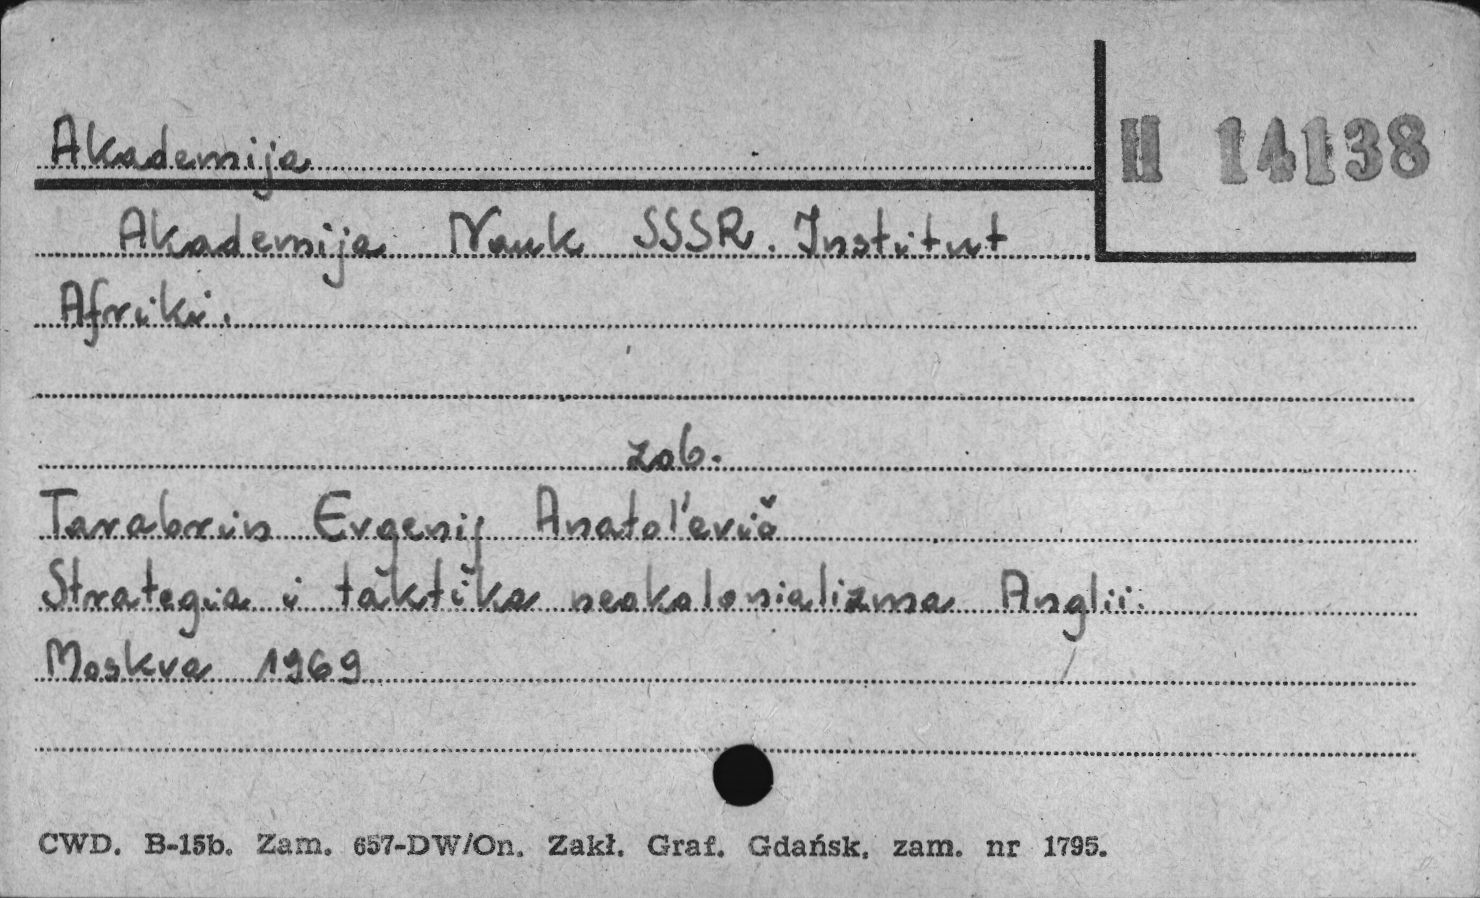 Akademija
II 14138
Akademija Nauk SSSR. Institut
Afriki.
zob.
Tarabrin Evgenij Anatol'evič
Strategia i taktika neokolonializma Anglii.
Moskva 1969
CWD. B-15b. Zam. 657-DW/On. Zakł. Graf. Gdańsk, zam. nr 1795.